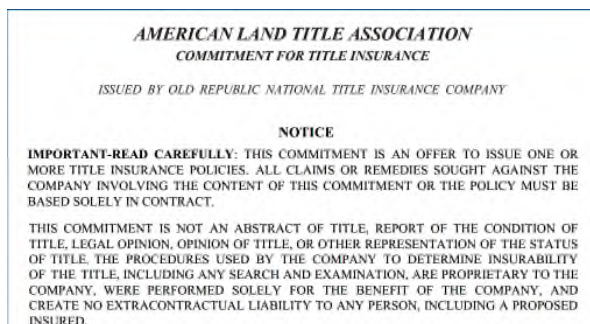 AMERICAN LAND TITLE ASSOCIATION
COMMITMENT FOR TITLE INSURANCE
ISSUED BY OLD REPUBLIC NATIONAL TITLE INSURANCE COMPANY
NOTICE
IMPORTANT-READ CAREFULLY: THIS COMMITMENT IS AN OFFER TO ISSUE ONE OR
MORE TITLE INSURANCE POLICIES. ALL CLAIMS OR REMEDIES SOUGHT AGAINST THE
COMPANY INVOLVING THE CONTENT OF THIS COMMITMENT OR THE POLICY MUST BE
BASED SOLELY IN CONTRACT.
THIS COMMITMENT IS NOT AN ABSTRACT OF TITLE, REPORT OF THE CONDITION OF
TITLE, LEGAL OPINION, OPINION OF TITLE, OR OTHER REPRESENTATION OF THE STATUS
OF TITLE. THE PROCEDURES USED BY THE COMPANY TO DETERMINE INSURABILITY
OF THE TITLE, INCLUDING ANY SEARCH AND EXAMINATION, ARE PROPRIETARY TO THE
COMPANY, WERE PERFORMED SOLELY FOR THE BENEFIT OF THE COMPANY, AND
CREATE NO EXTRACONTRACTUAL LIABILITY TO ANY PERSON, INCLUDING A PROPOSED
INSURED.